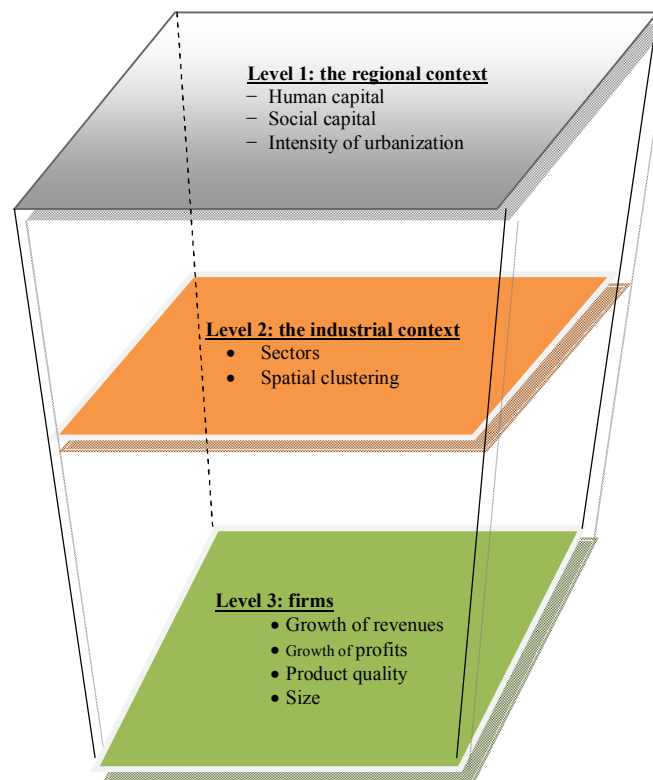 Level 1: the regional context
− Human capital
− Social capital
− Intensity of urbanization
Level 2: the industrial context
• Sectors
• Spatial clustering
Level 3: firms
• Growth of revenues
• Growth of profits
• Product quality
• Size